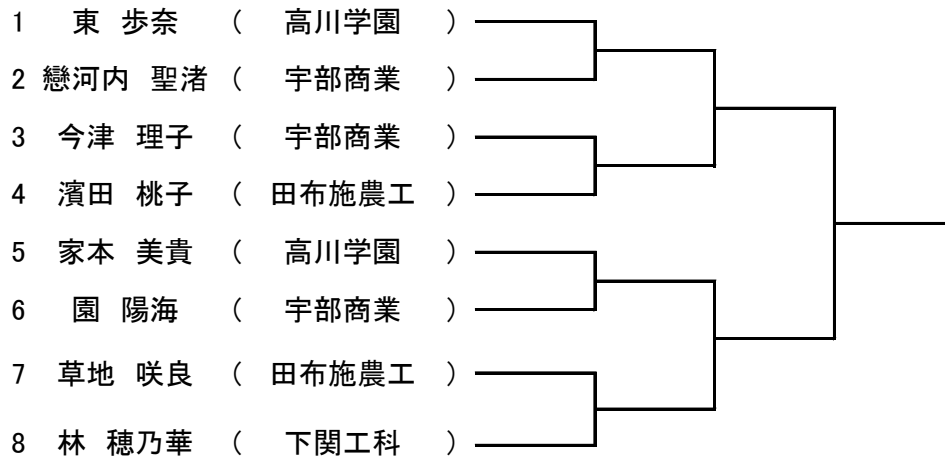 1 東 歩奈 ( 高川学園 )
2 戀河内 聖渚 ( 宇部商業 )
3 今津 理子 ( 宇部商業 )
4 濱田 桃子 ( 田布施農工 )
5 家本 美貴 ( 高川学園 )
6 園 陽海 ( 宇部商業 )
7 草地 咲良 ( 田布施農工 )
8 林 穂乃華 ( 下関工科 )